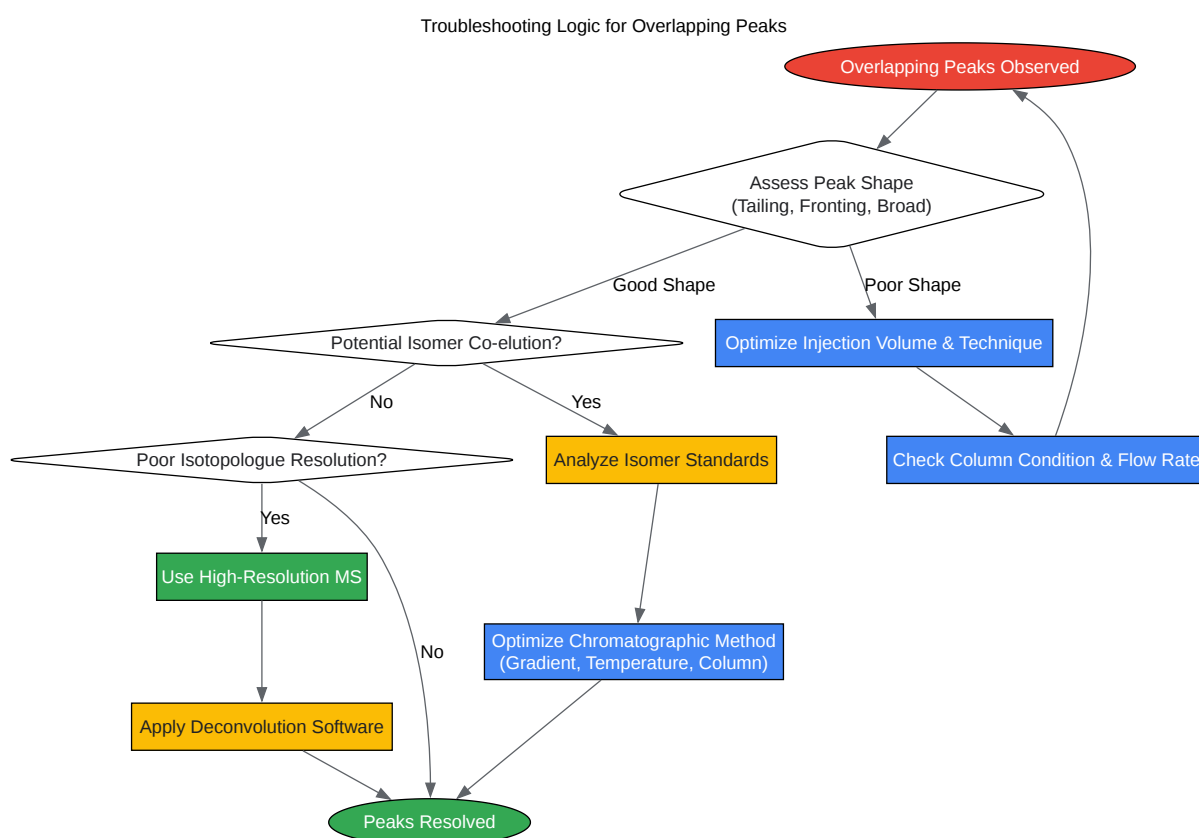 Troubleshooting Logic for Overlapping Peaks
Overlapping Peaks Observed
Assess Peak Shape
(Tailing, Fronting, Broad)
Good Shape
Poor Shape
Potential Isomer Co-elution?
Optimize Injection Volume & Technique
No
Yes
Poor Isotopologue Resolution?
Analyze Isomer Standards
Check Column Condition & Flow Rate
Yes
Use High-Resolution MS
No
Optimize Chromatographic Method
(Gradient, Temperature, Column)
Apply Deconvolution Software
Peaks Resolved